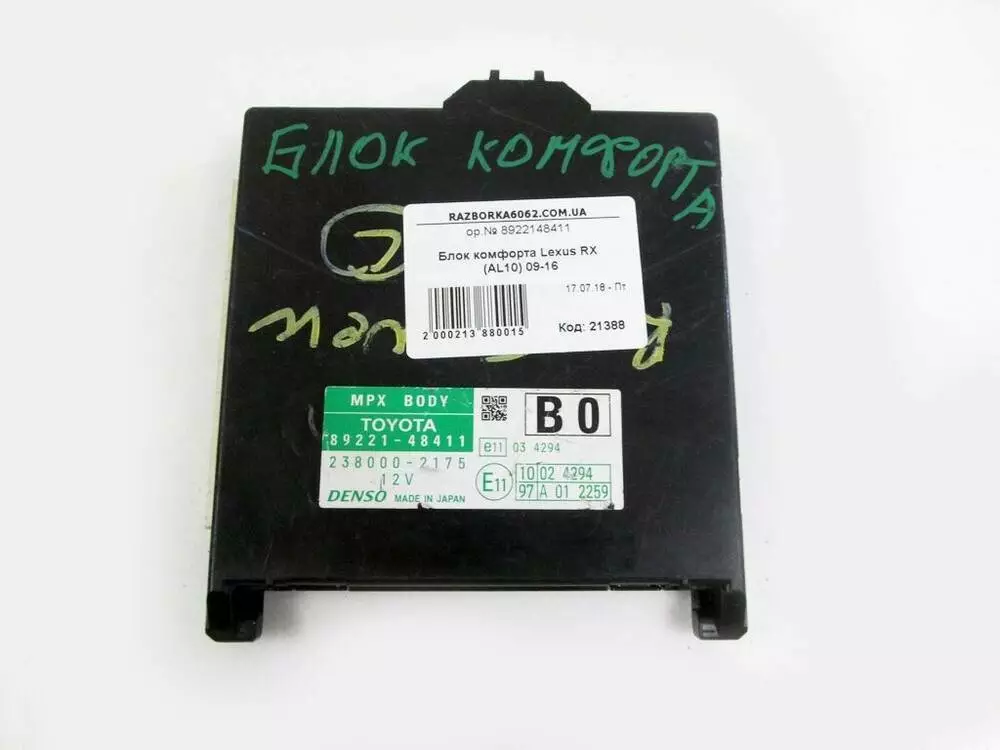 БЛОК КОМФОРТА
RAZBORKA6062.COM.UA
ор.№ 8922148411
Блок комфорта Lexus RX
(AL10) 09-16
17.07.18 - Пт
2 000213 880015
Код: 21388
MPX BODY
TOYOTA
89221-48411
238000-2175
12V
DENSO MADE IN JAPAN
B0
e11 03 4294
E11
10 02 4294
97 A 01 2259